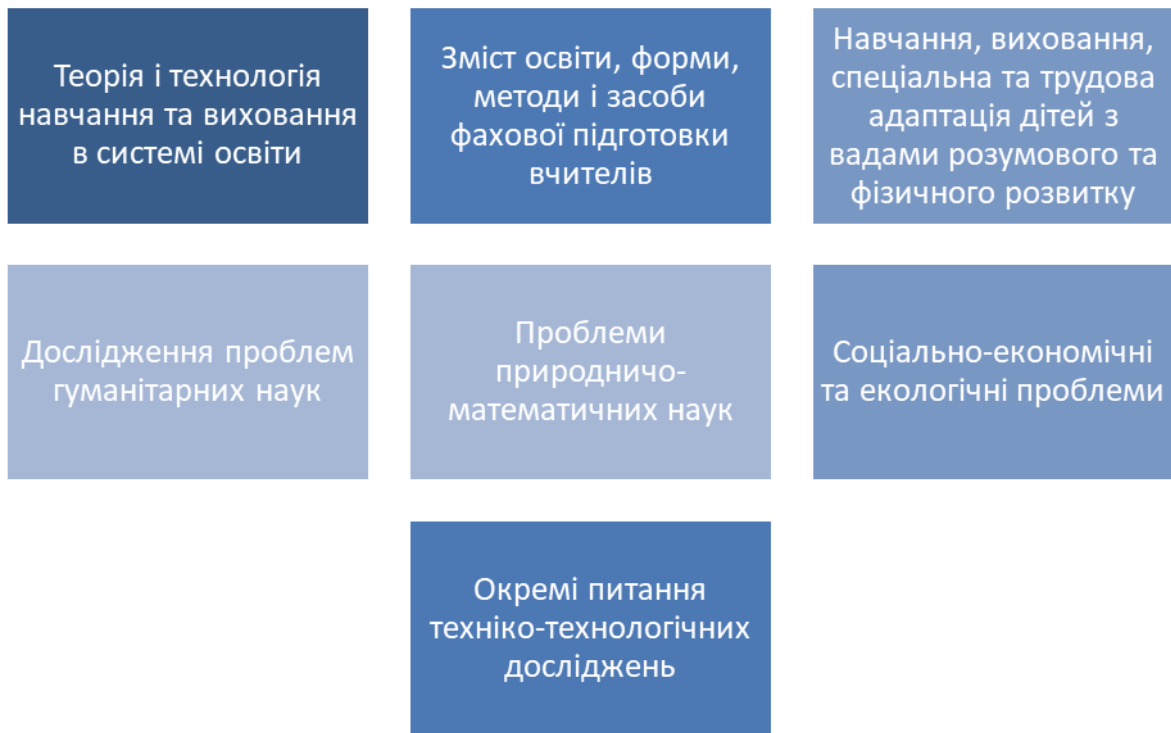 Теорія і технологія
навчання та виховання
в системі освіти
Зміст освіти, форми,
методи і засоби
фахової підготовки
вчителів
Навчання, виховання,
спеціальна та трудова
адаптація дітей з
вадами розумового та
фізичного розвитку
Дослідження проблем
гуманітарних наук
Проблеми
природничо-
математичних наук
Соціально-економічні
та екологічні проблеми
Окремі питання
техніко-технологічних
досліджень